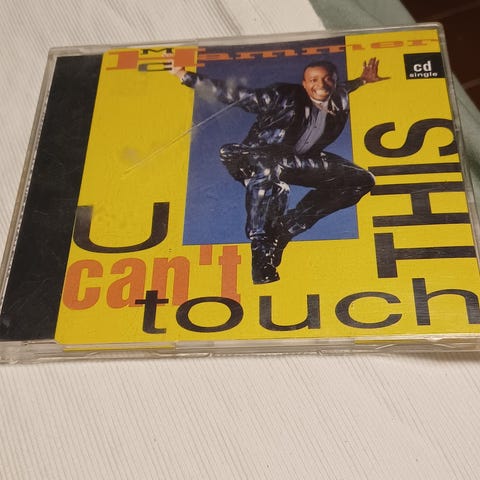 MC Hammer
cd
single
U
can't
touch
THIS